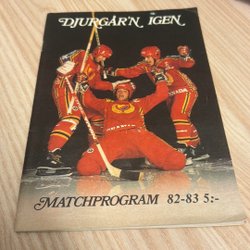 DJURGÅR'N IGEN
MATCHPROGRAM 82-83 5:-